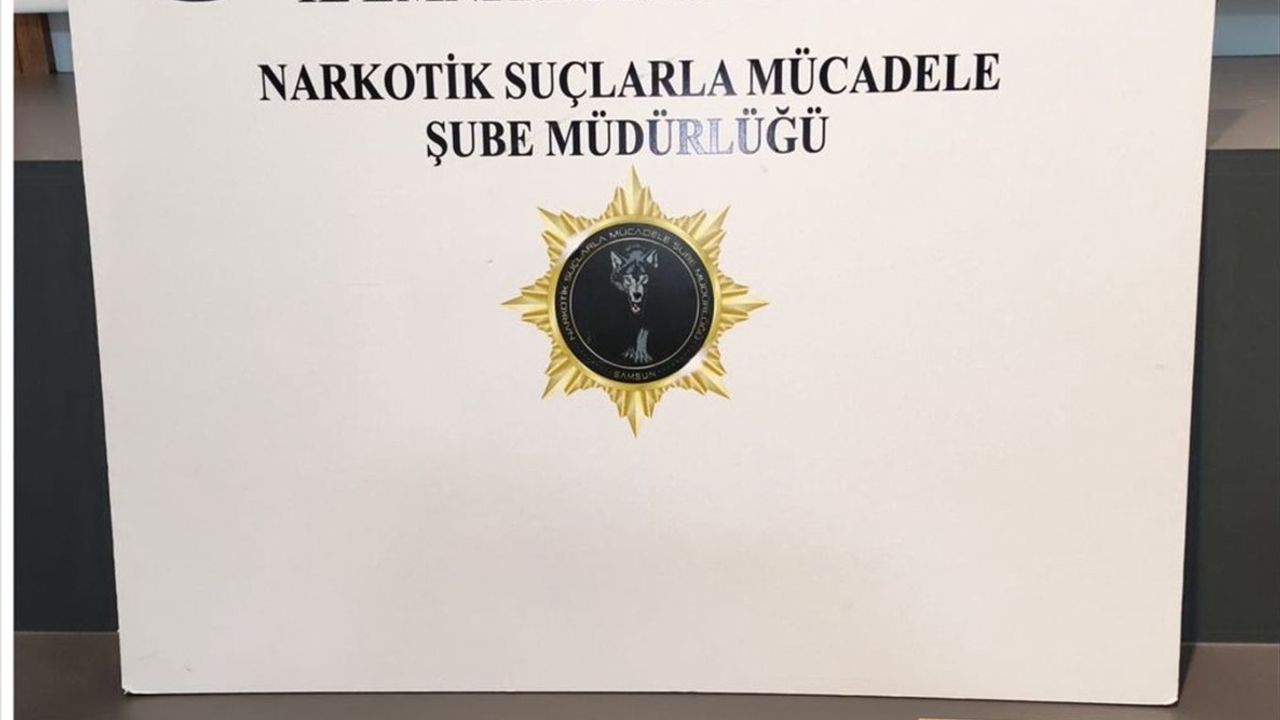 NARKOTİK SUÇLARLA MÜCADELE
ŞUBE MÜDÜRLÜĞÜ
NARKOTİK SUÇLARLA MÜCADELE ŞUBE MÜDÜRLÜĞÜ
SAMSUN